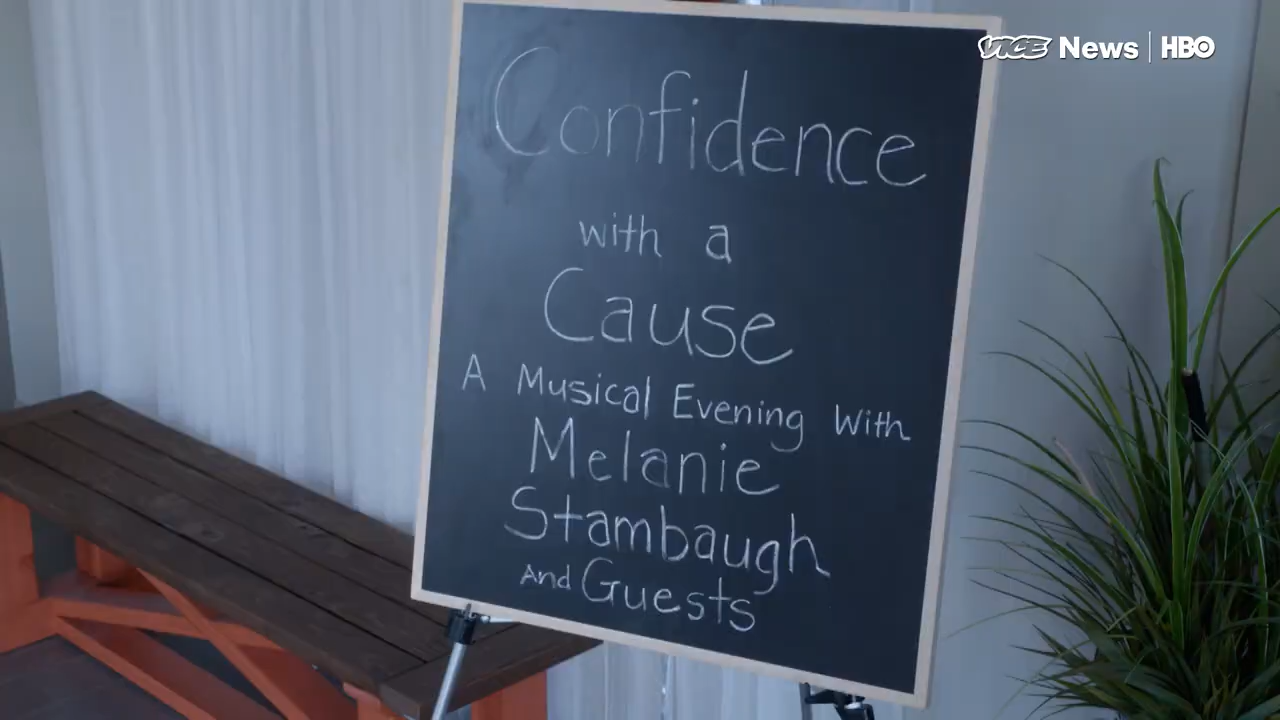 VICE News | HBO
Confidence
with a
Cause
A Musical Evening With
Melanie
Stambaugh
And Guests